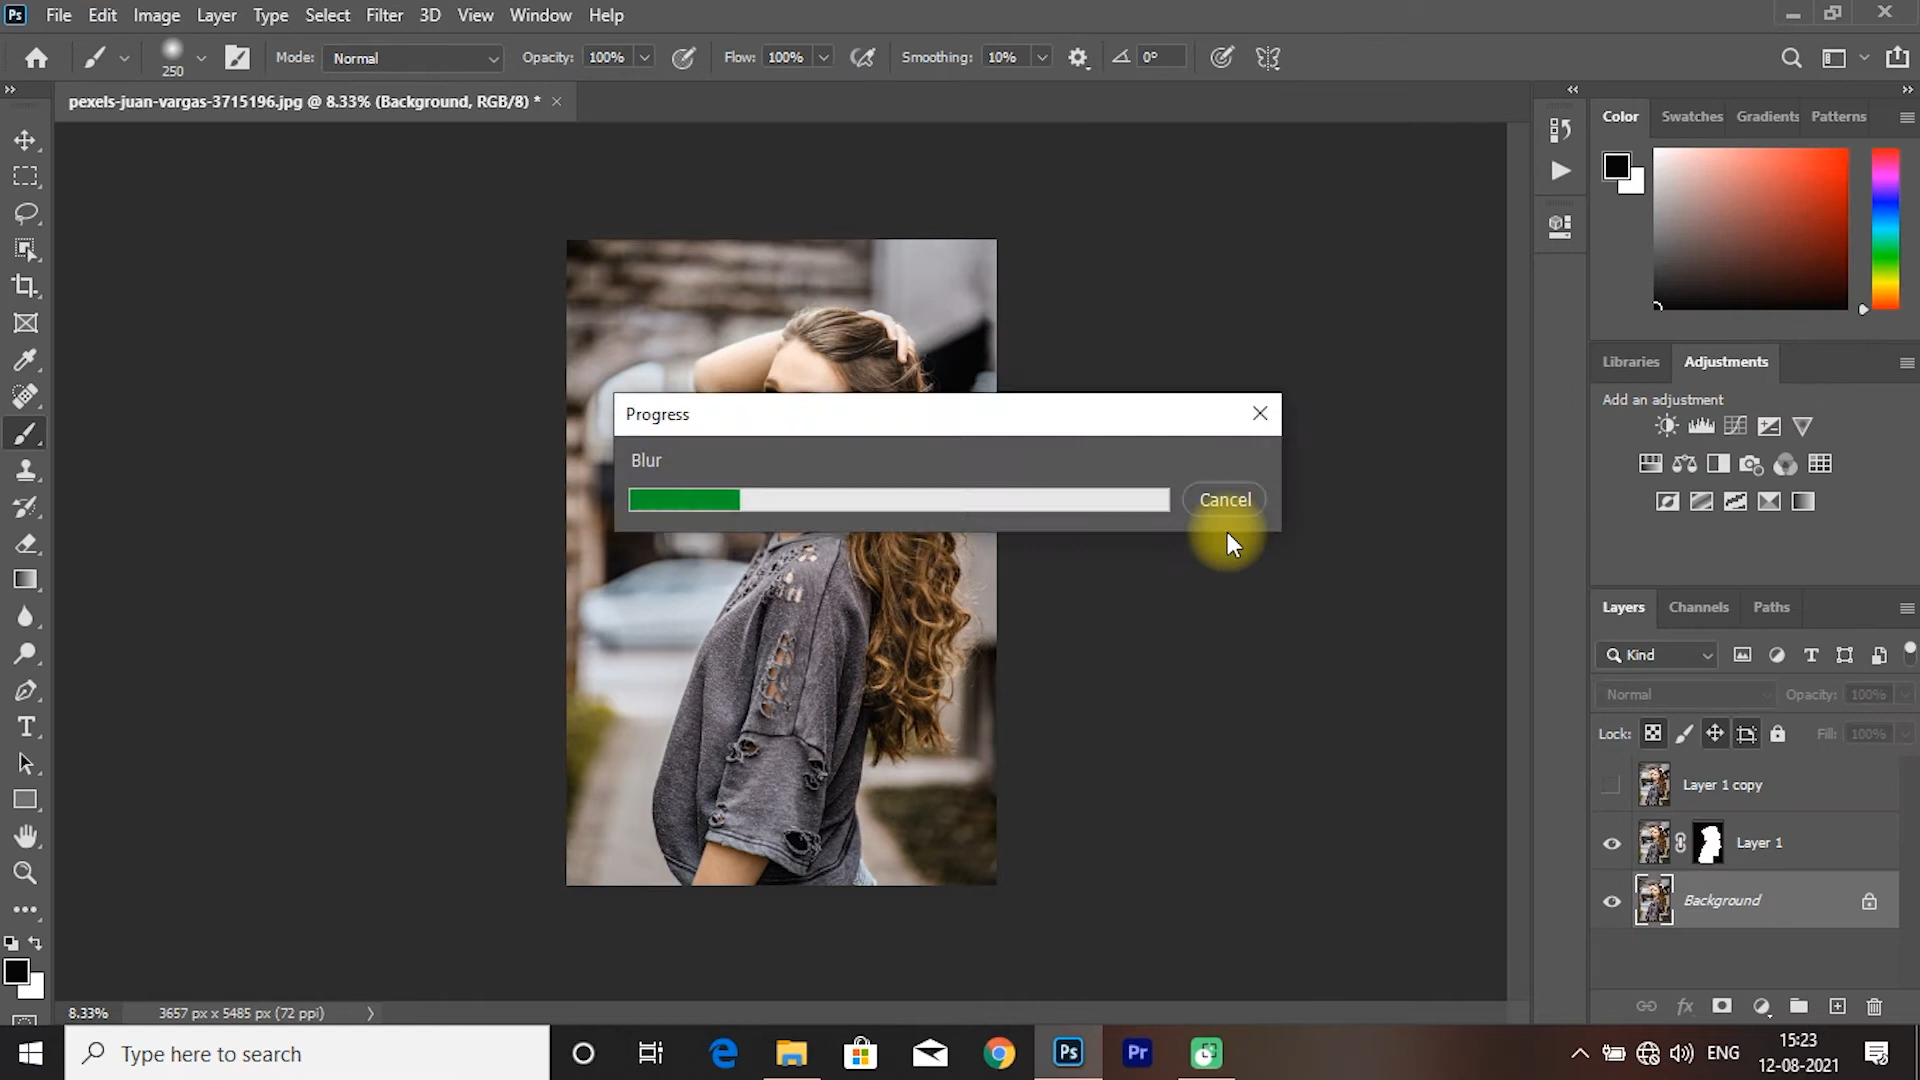 Ps File Edit Image Layer Type Select Filter 3D View Window Help
250 Mode: Normal Opacity: 100% Flow: 100% Smoothing: 10% 0°
pexels-juan-vargas-3715196.jpg @ 8.33% (Background, RGB/8) *
Color Swatches Gradients Patterns
Libraries Adjustments
Add an adjustment
Progress
Blur
Cancel
Layers Channels Paths
Kind
Normal Opacity: 100%
Lock: Fill: 100%
Layer 1 copy
Layer 1
Background
8.33% 3657 px x 5485 px (72 ppi)
Type here to search
Ps Pr
ENG
15:23
12-08-2021